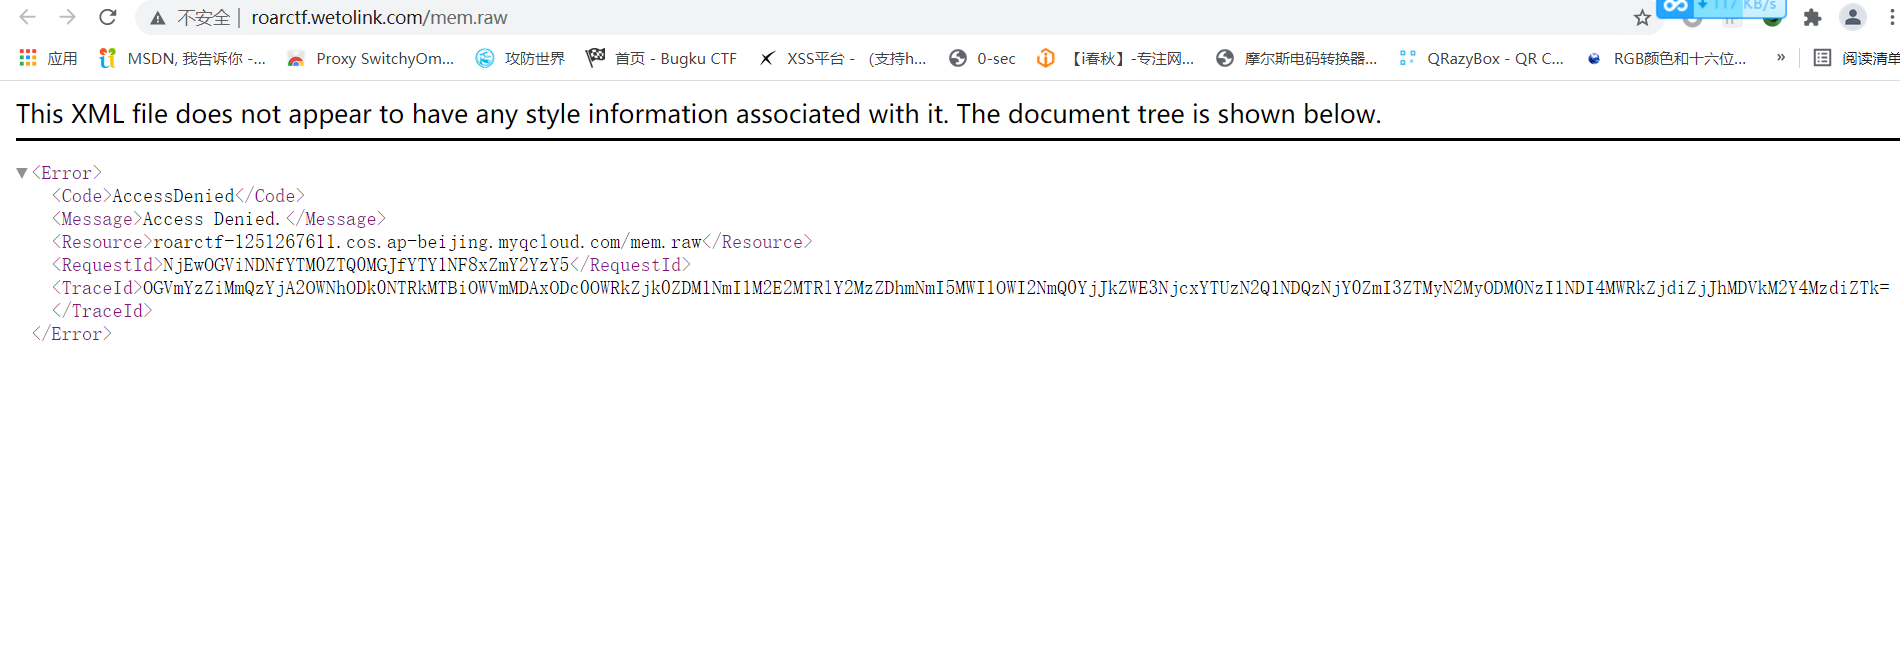 不安全 | roarctf.wetolink.com/mem.raw
117 KB/s
应用 MSDN, 我告诉你 -... Proxy SwitchyOm... 攻防世界 首页 - Bugku CTF XSS平台 - (支持h... 0-sec 【i春秋】-专注网... 摩尔斯电码转换器... QRazyBox - QR C... RGB颜色和十六位... » 阅读清单
This XML file does not appear to have any style information associated with it. The document tree is shown below.
▼<Error>
<Code>AccessDenied</Code>
<Message>Access Denied.</Message>
<Resource>roarctf-1251267611.cos.ap-beijing.myqcloud.com/mem.raw</Resource>
<RequestId>NjEwOGViNDNfYTM0ZTQ0MGJfYTY1NF8xZmY2YzY5</RequestId>
<TraceId>OGVmYzZiMmQzYjA2OWNhODk0NTRkMTBiOWVmMDAxODc0OWRkZjk0ZDM1NmI1M2E2MTRlY2MzZDhmNmI5MWI1OWI2NmQ0YjJkZWE3NjcxYTUzN2Q1NDQzNjY0ZmI3ZTMyN2MyODM0NzI1NDI4MWRkZjdiZjJhMDVkM2Y4MzdiZTk=
</TraceId>
</Error>